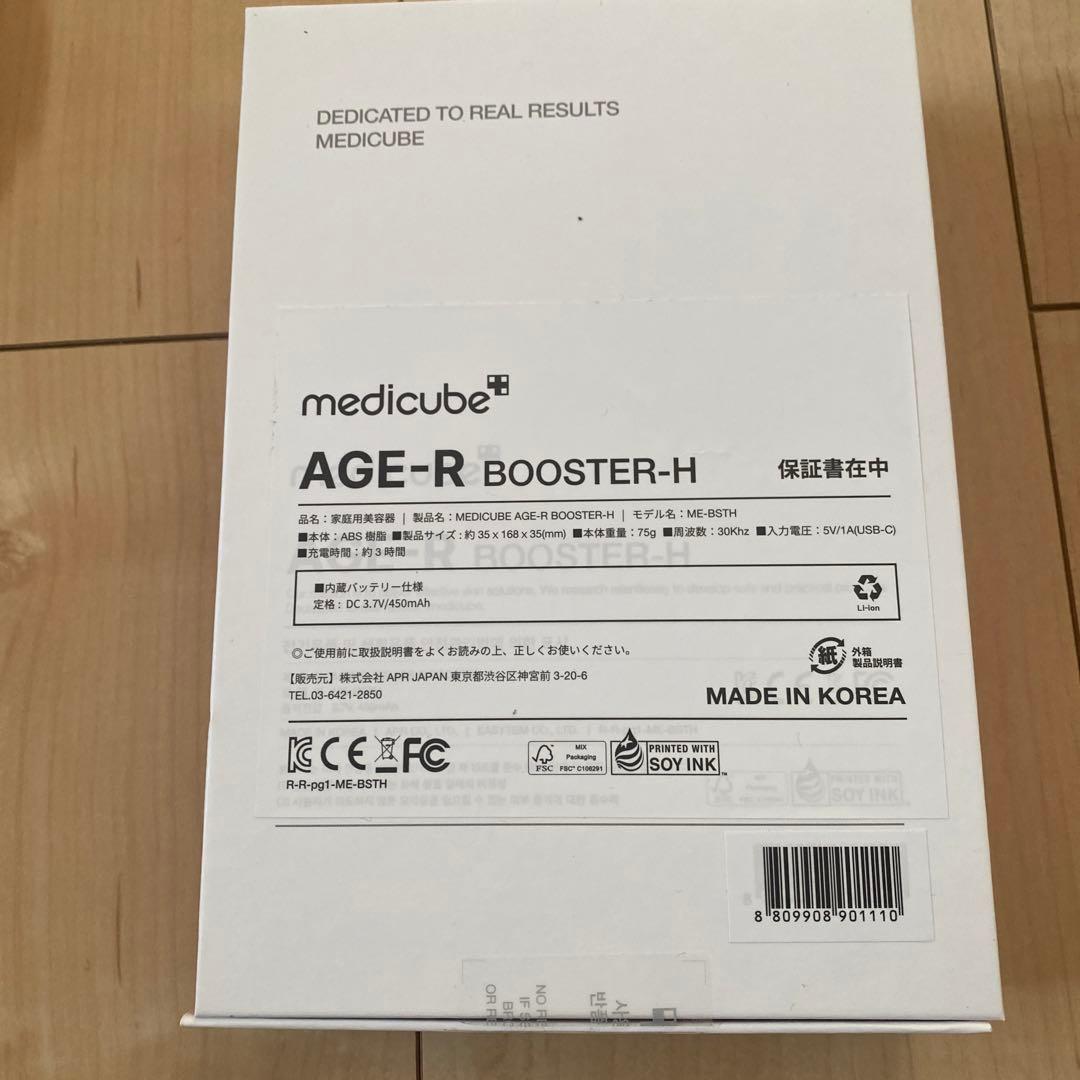 DEDICATED TO REAL RESULTS
MEDICUBE
medicube
AGE-R BOOSTER-H 保証書在中
品名：家庭用美容器 | 製品名：MEDICUBE AGE-R BOOSTER-H | モデル名：ME-BSTH
■本体：ABS 樹脂 ■製品サイズ：約 35 x 168 x 35(mm) ■本体重量：75g ■周波数：30Khz ■入力電圧：5V/1A(USB-C)
■充電時間：約 3 時間
■内蔵バッテリー仕様
定格：DC 3.7V/450mAh
Li-ion
◎ご使用前に取扱説明書をよくお読みの上、正しくお使いください。
紙 外箱
製品説明書
【販売元】株式会社 APR JAPAN 東京都渋谷区神宮前 3-20-6
TEL.03-6421-2850
MADE IN KOREA
KC CE FC
R-R-pg1-ME-BSTH
FSC
MIX
Packaging
FSC® C106291
PRINTED WITH
SOY INK™
8 809908 901110